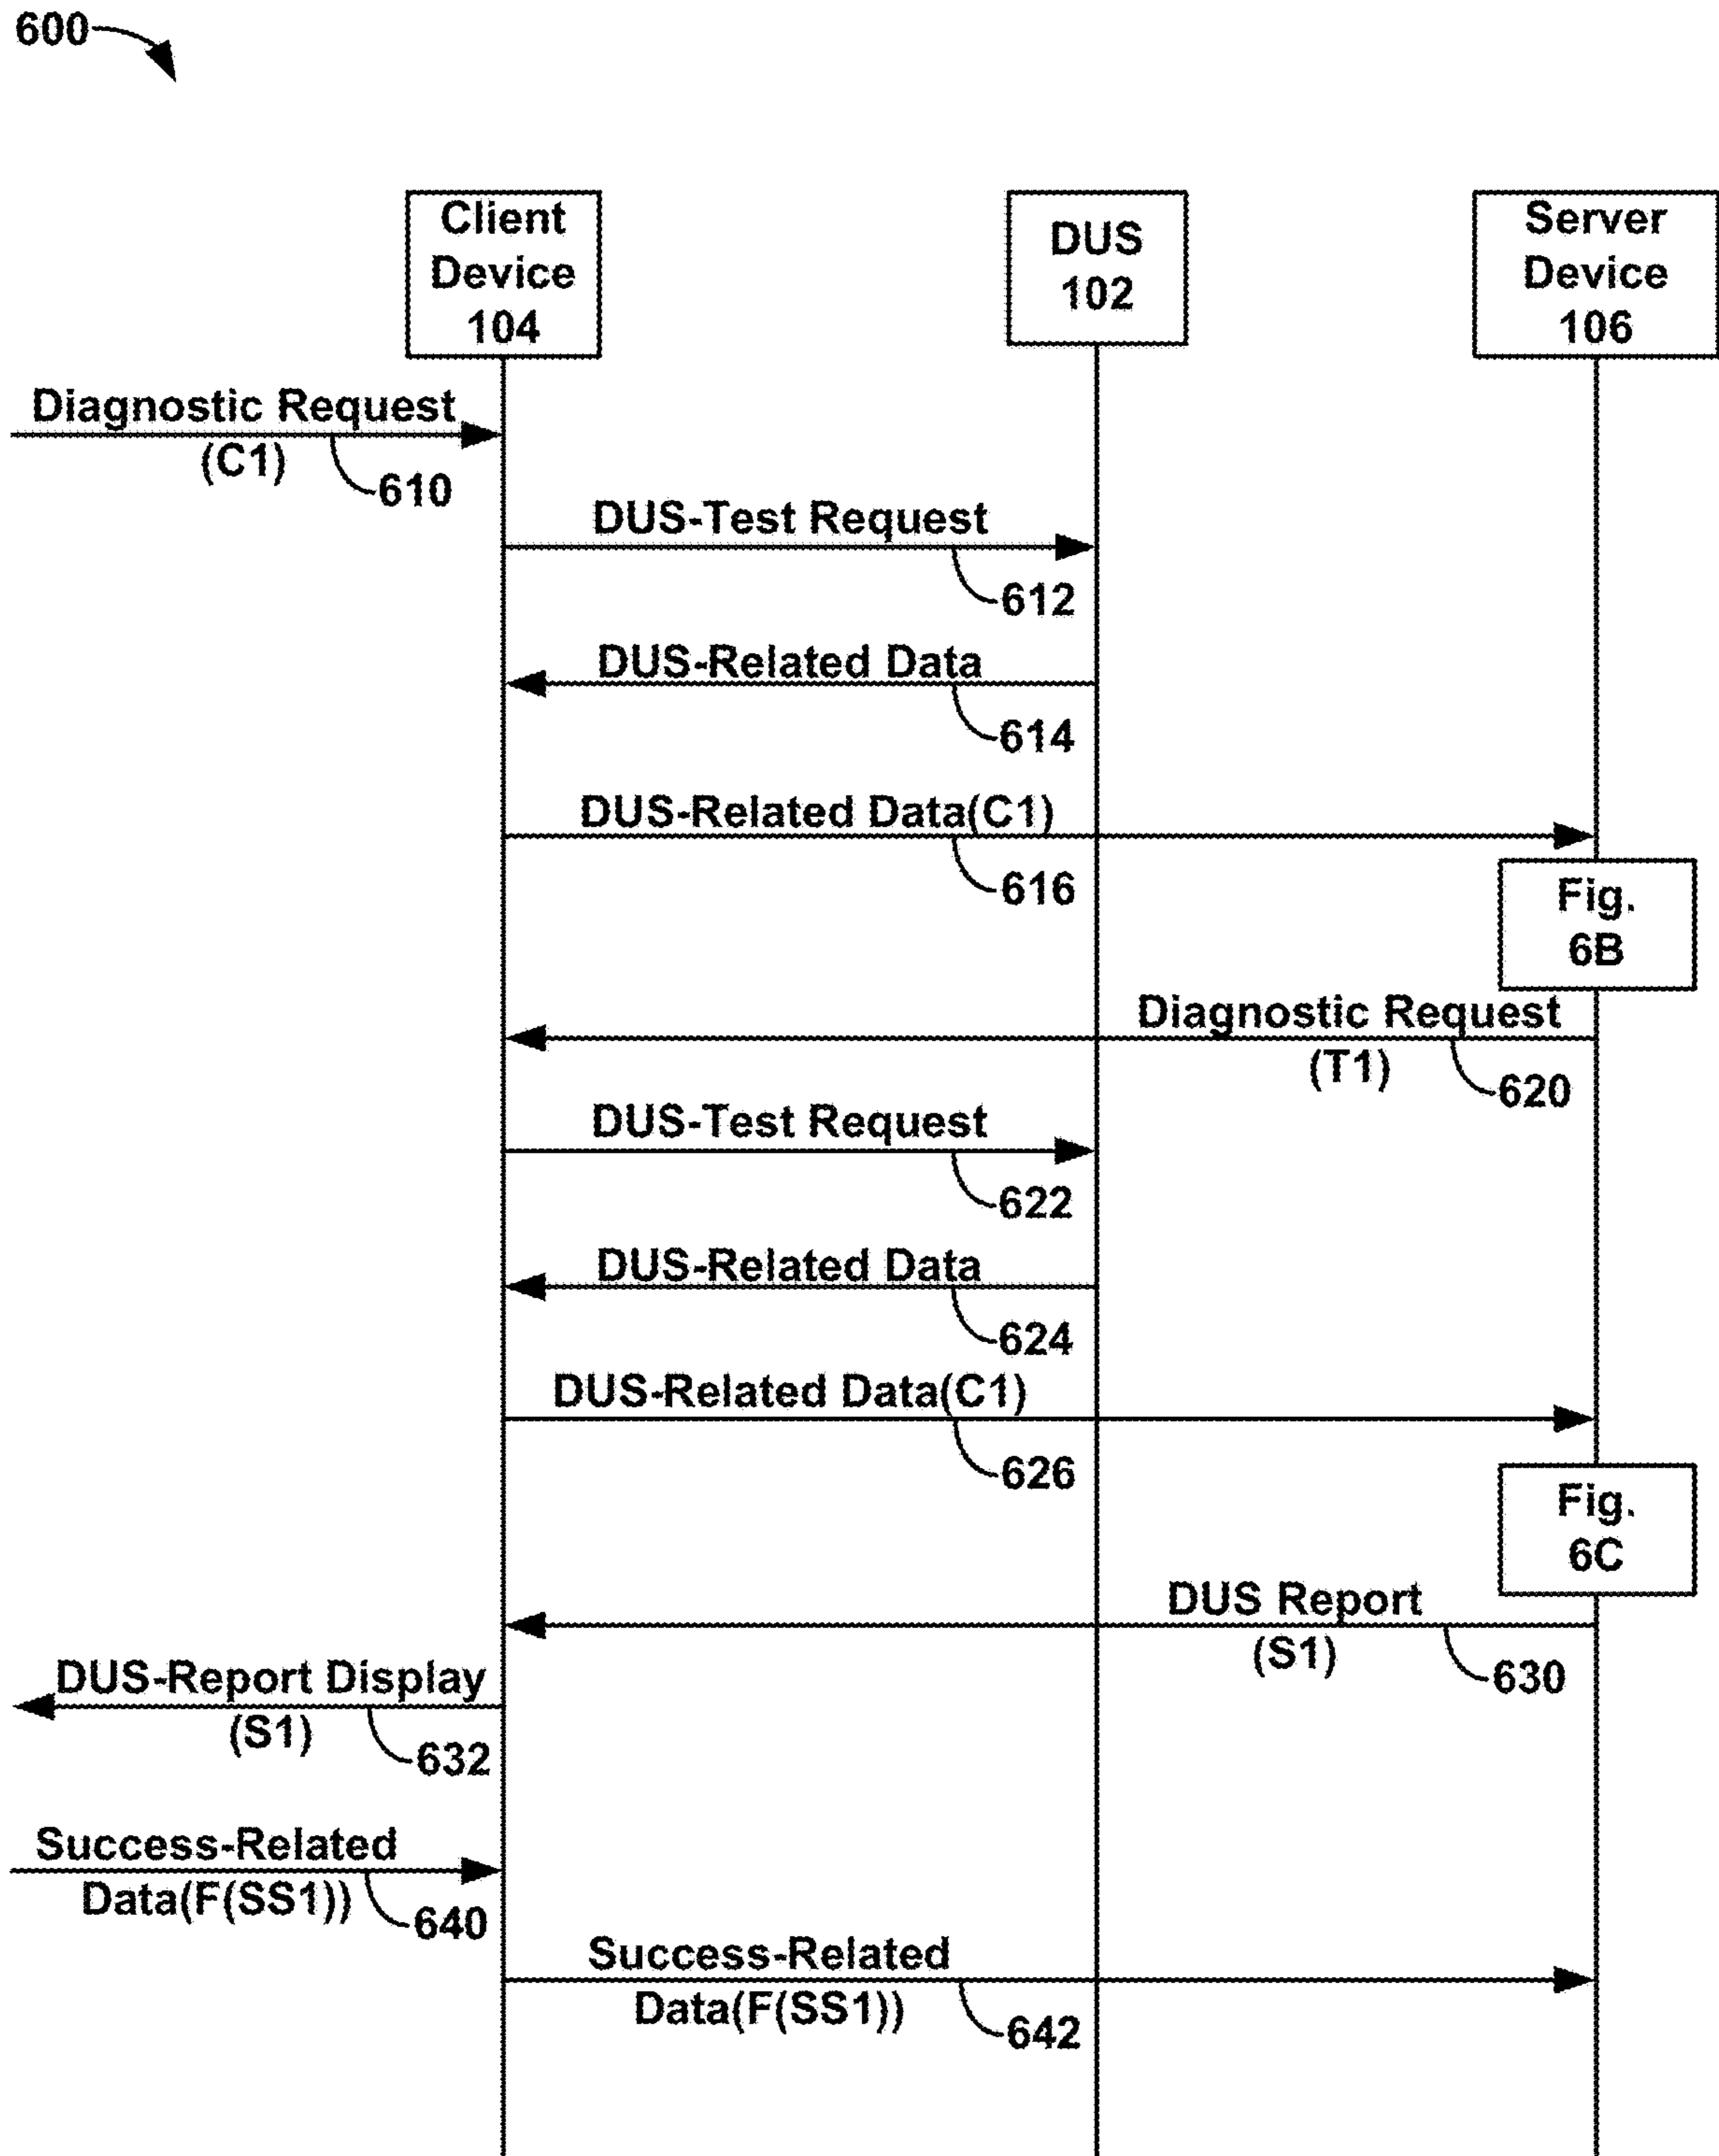 600
Client
Device
104
DUS
102
Server
Device
106
Diagnostic Request
(C1)
610
DUS-Test Request
612
DUS-Related Data
614
DUS-Related Data(C1)
616
Fig.
6B
Diagnostic Request
(T1)
620
DUS-Test Request
622
DUS-Related Data
624
DUS-Related Data(C1)
626
Fig.
6C
DUS Report
(S1)
630
DUS-Report Display
(S1)
632
Success-Related
Data(F(SS1))
640
Success-Related
Data(F(SS1))
642